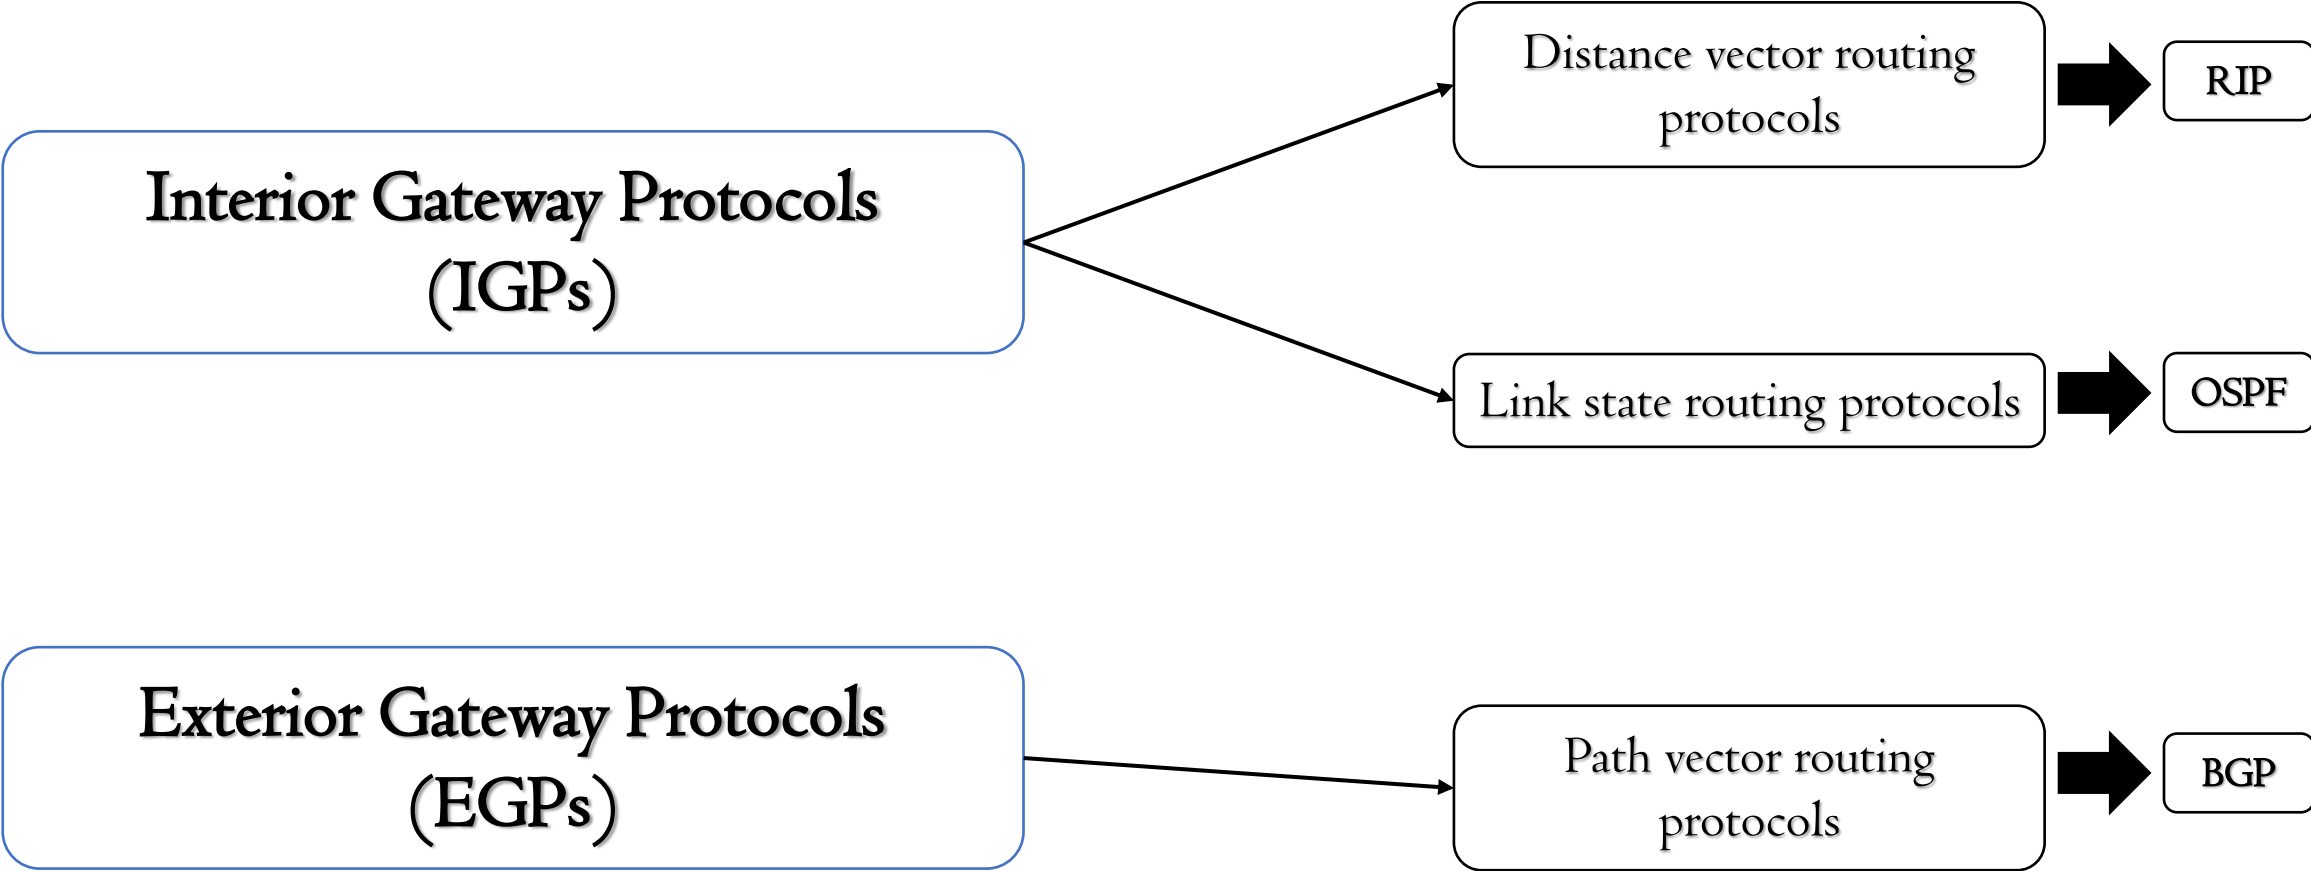 Interior Gateway Protocols
(IGPs)
Distance vector routing
protocols
RIP
Link state routing protocols
OSPF
Exterior Gateway Protocols
(EGPs)
Path vector routing
protocols
BGP